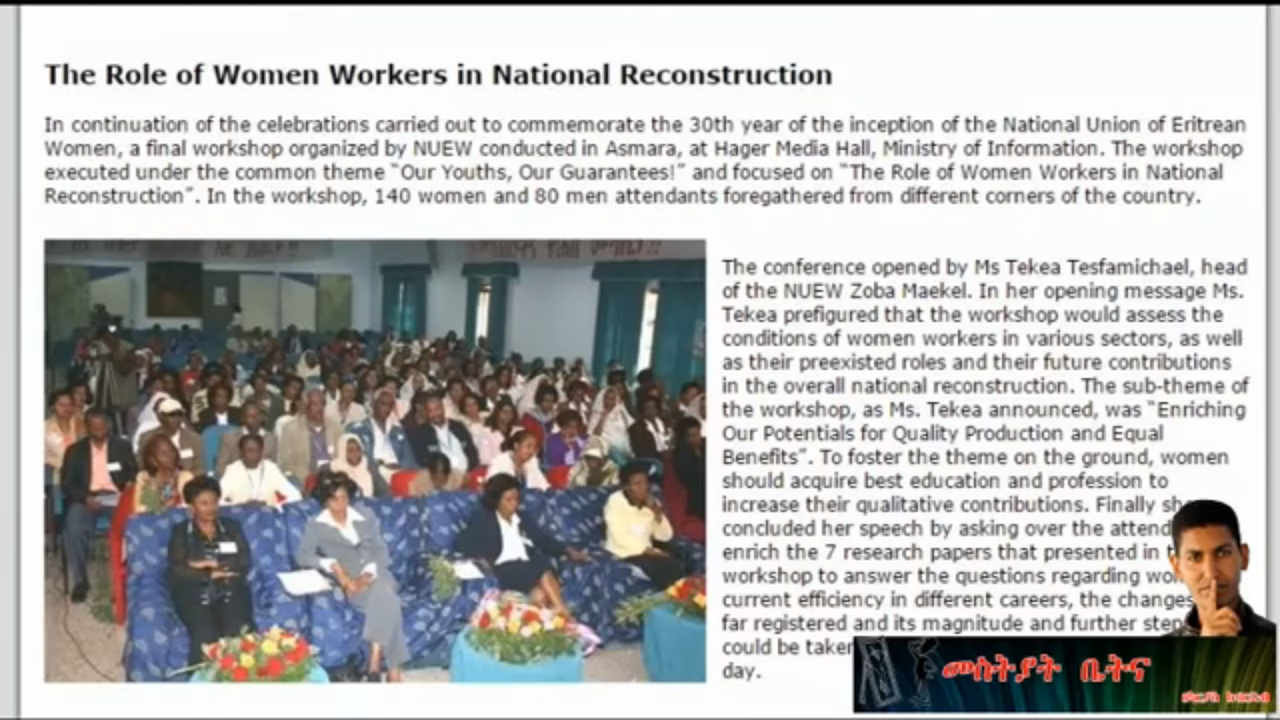 The Role of Women Workers in National Reconstruction
In continuation of the celebrations carried out to commemorate the 30th year of the inception of the National Union of Eritrean
Women, a final workshop organized by NUEW conducted in Asmara, at Hager Media Hall, Ministry of Information. The workshop
executed under the common theme “Our Youths, Our Guarantees!” and focused on “The Role of Women Workers in National
Reconstruction”. In the workshop, 140 women and 80 men attendants foregathered from different corners of the country.
The conference opened by Ms Tekea Tesfamichael, head
of the NUEW Zoba Maekel. In her opening message Ms.
Tekea prefigured that the workshop would assess the
conditions of women workers in various sectors, as well
as their preexisted roles and their future contributions
in the overall national reconstruction. The sub-theme of
the workshop, as Ms. Tekea announced, was “Enriching
Our Potentials for Quality Production and Equal
Benefits”. To foster the theme on the ground, women
should acquire best education and profession to
increase their qualitative contributions. Finally
concluded her speech by asking over the
enrich the 7 research papers that presented in
workshop to answer the questions regarding
current efficiency in different careers, the changes
far registered and its magnitude and further
could be taken
day.
መስትያት ቤትና